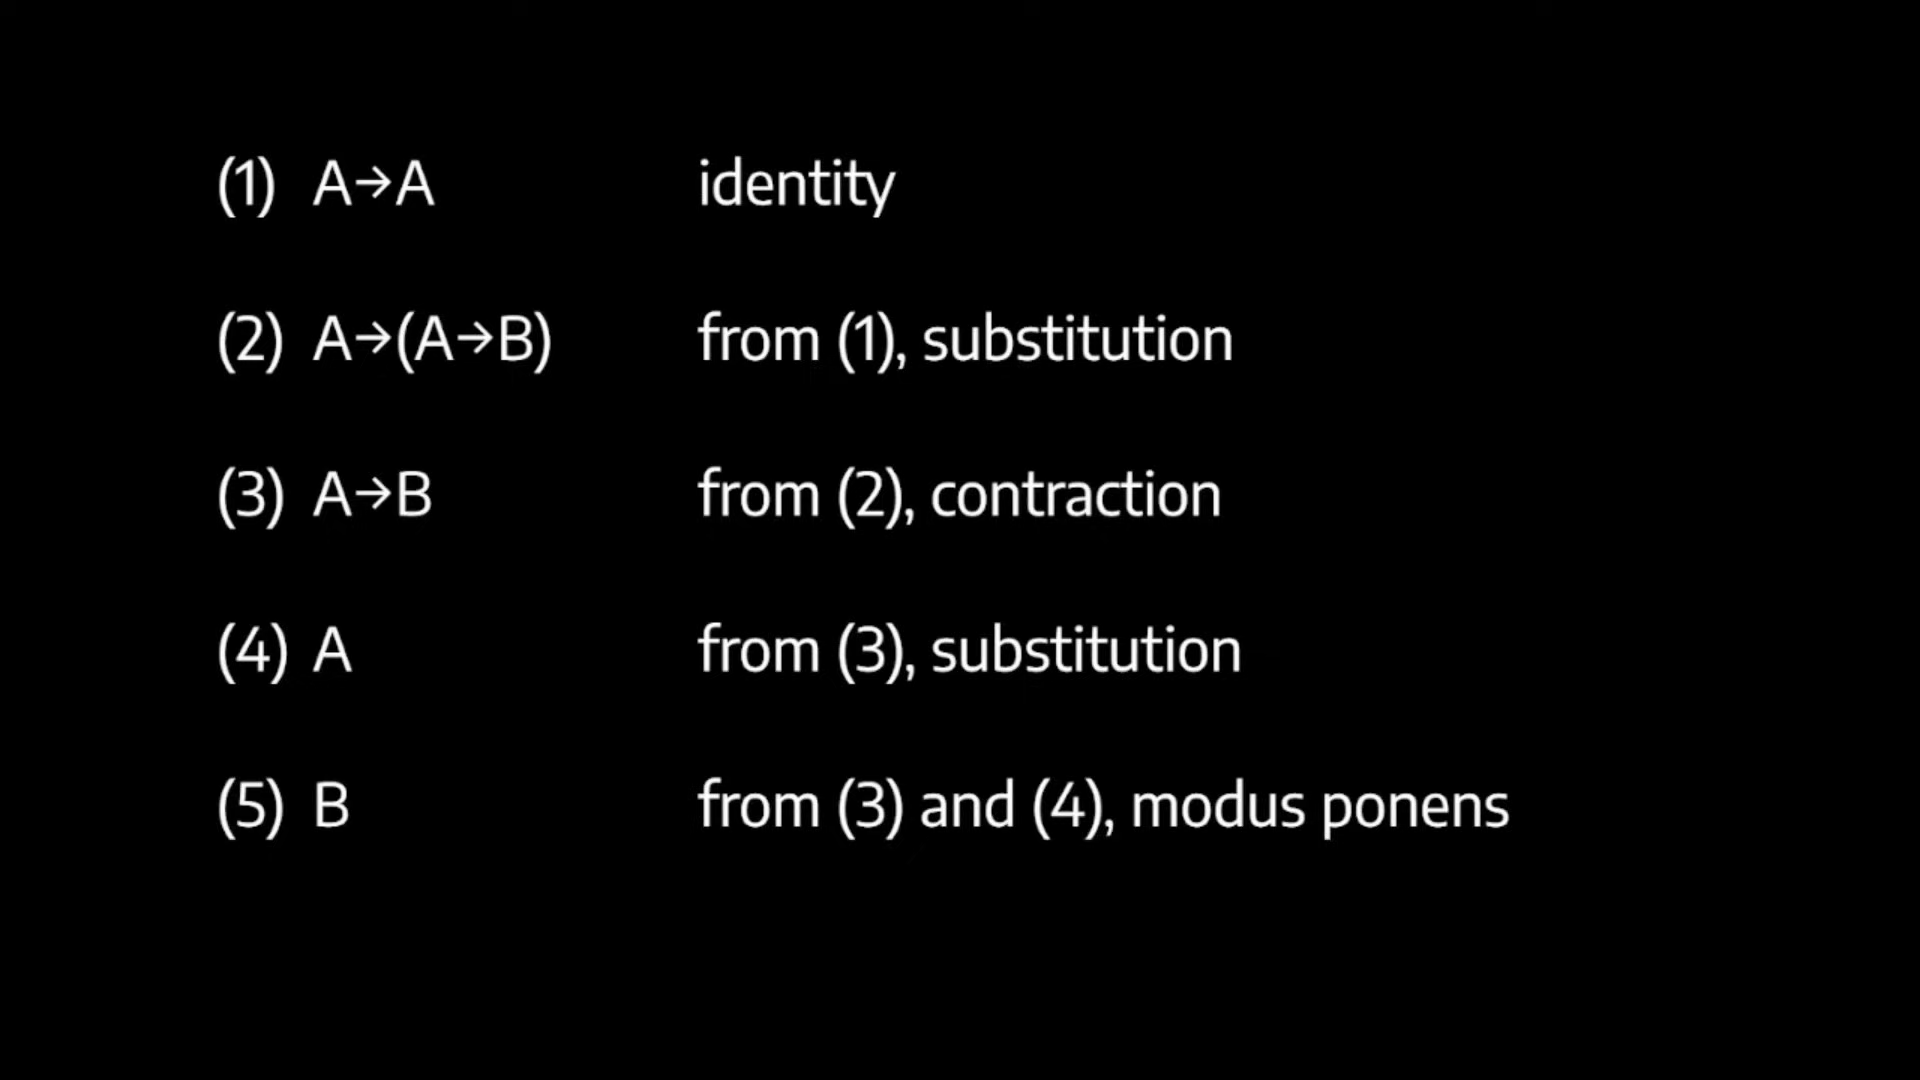 (1) A→A identity
(2) A→(A→B) from (1), substitution
(3) A→B from (2), contraction
(4) A from (3), substitution
(5) B from (3) and (4), modus ponens